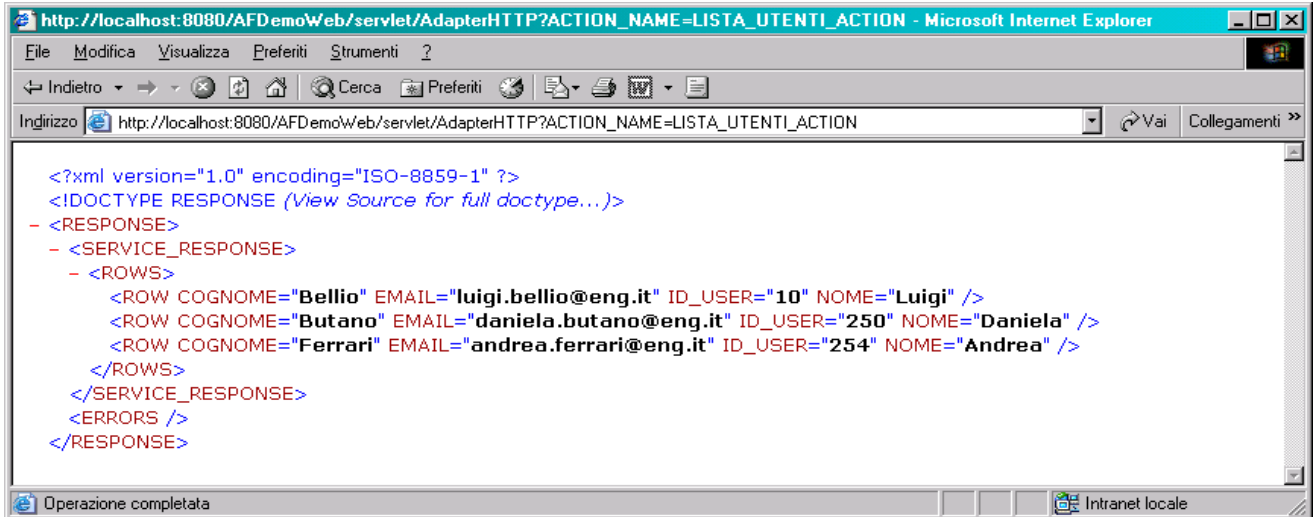 http://localhost:8080/AFDemoWeb/servlet/AdapterHTTP?ACTION_NAME=LISTA_UTENTI_ACTION - Microsoft Internet Explorer
File Modifica Visualizza Preferiti Strumenti ?
Indietro Cerca Preferiti
Indirizzo http://localhost:8080/AFDemoWeb/servlet/AdapterHTTP?ACTION_NAME=LISTA_UTENTI_ACTION Vai Collegamenti »
<?xml version="1.0" encoding="ISO-8859-1" ?>
<!DOCTYPE RESPONSE (View Source for full doctype...)>
- <RESPONSE>
- <SERVICE_RESPONSE>
- <ROWS>
<ROW COGNOME="Bellio" EMAIL="luigi.bellio@eng.it" ID_USER="10" NOME="Luigi" />
<ROW COGNOME="Butano" EMAIL="daniela.butano@eng.it" ID_USER="250" NOME="Daniela" />
<ROW COGNOME="Ferrari" EMAIL="andrea.ferrari@eng.it" ID_USER="254" NOME="Andrea" />
</ROWS>
</SERVICE_RESPONSE>
<ERRORS />
</RESPONSE>
Operazione completata Intranet locale